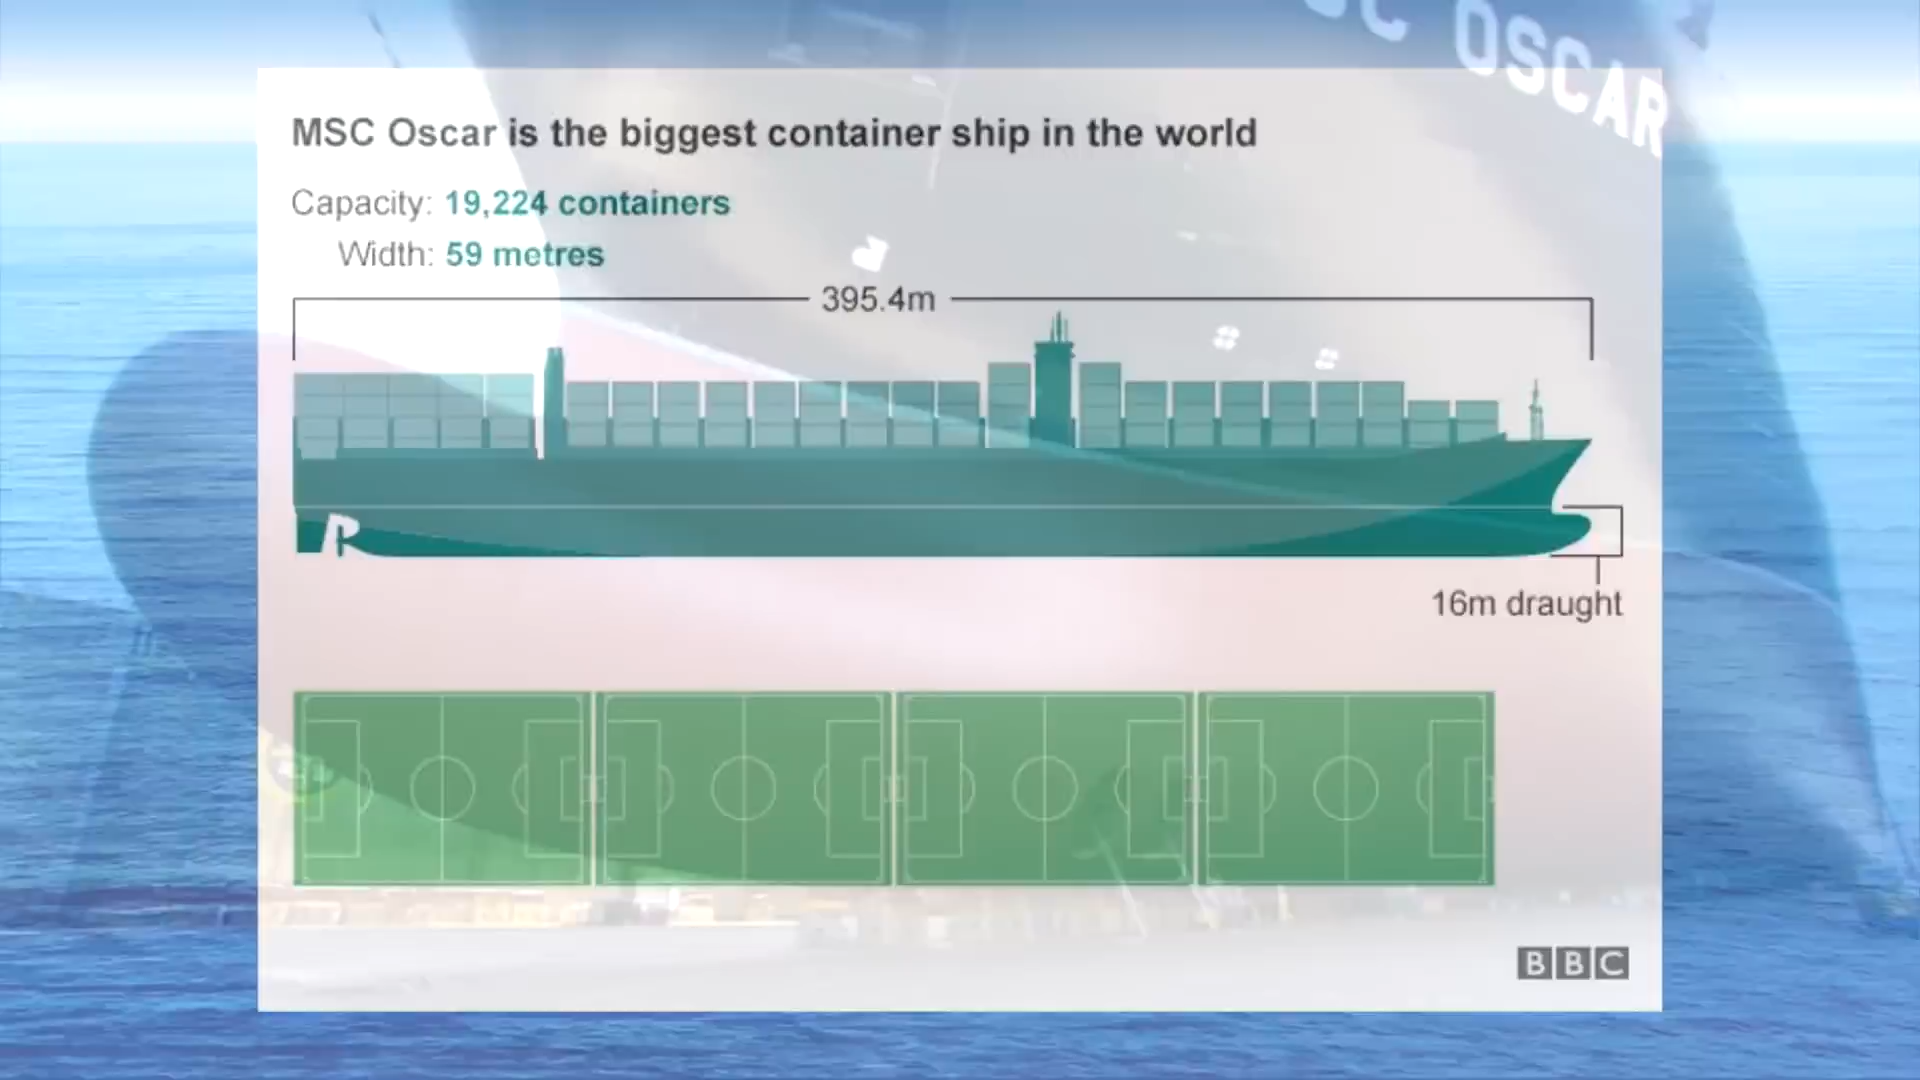 C OSCAR
MSC Oscar is the biggest container ship in the world
Capacity: 19,224 containers
Width: 59 metres
395.4m
16m draught
BBC